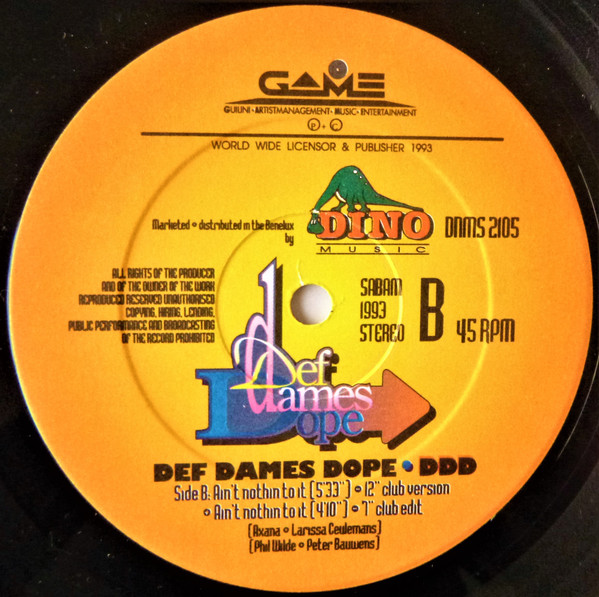 GAME
GUIUNI • ARTISTMANAGEMENT • MUSIC • ENTERTAINMENT
P + C
WORLD WIDE LICENSOR & PUBLISHER 1993
Marketed • distributed in the Benelux
by
DINO
MUSIC
DNMS 2105
ALL RIGHTS OF THE PRODUCER
AND OF THE OWNER OF THE WORK
REPRODUCED RESERVED UNAUTHORISED
COPYING, HIRING, LENDING,
PUBLIC PERFORMANCE AND BROADCASTING
OF THE RECORD PROHIBITED
SABAM
1993
STEREO
B
45 RPM
Def
dames
Dope
DEF DAMES DOPE • DDD
Side B: Ain't nothin to it (5'33") • 12" club version
• Ain't nothin to it (4'10") • 7" club edit
(Axana • Larissa Ceulemans)
(Phil Wilde • Peter Bauwens)